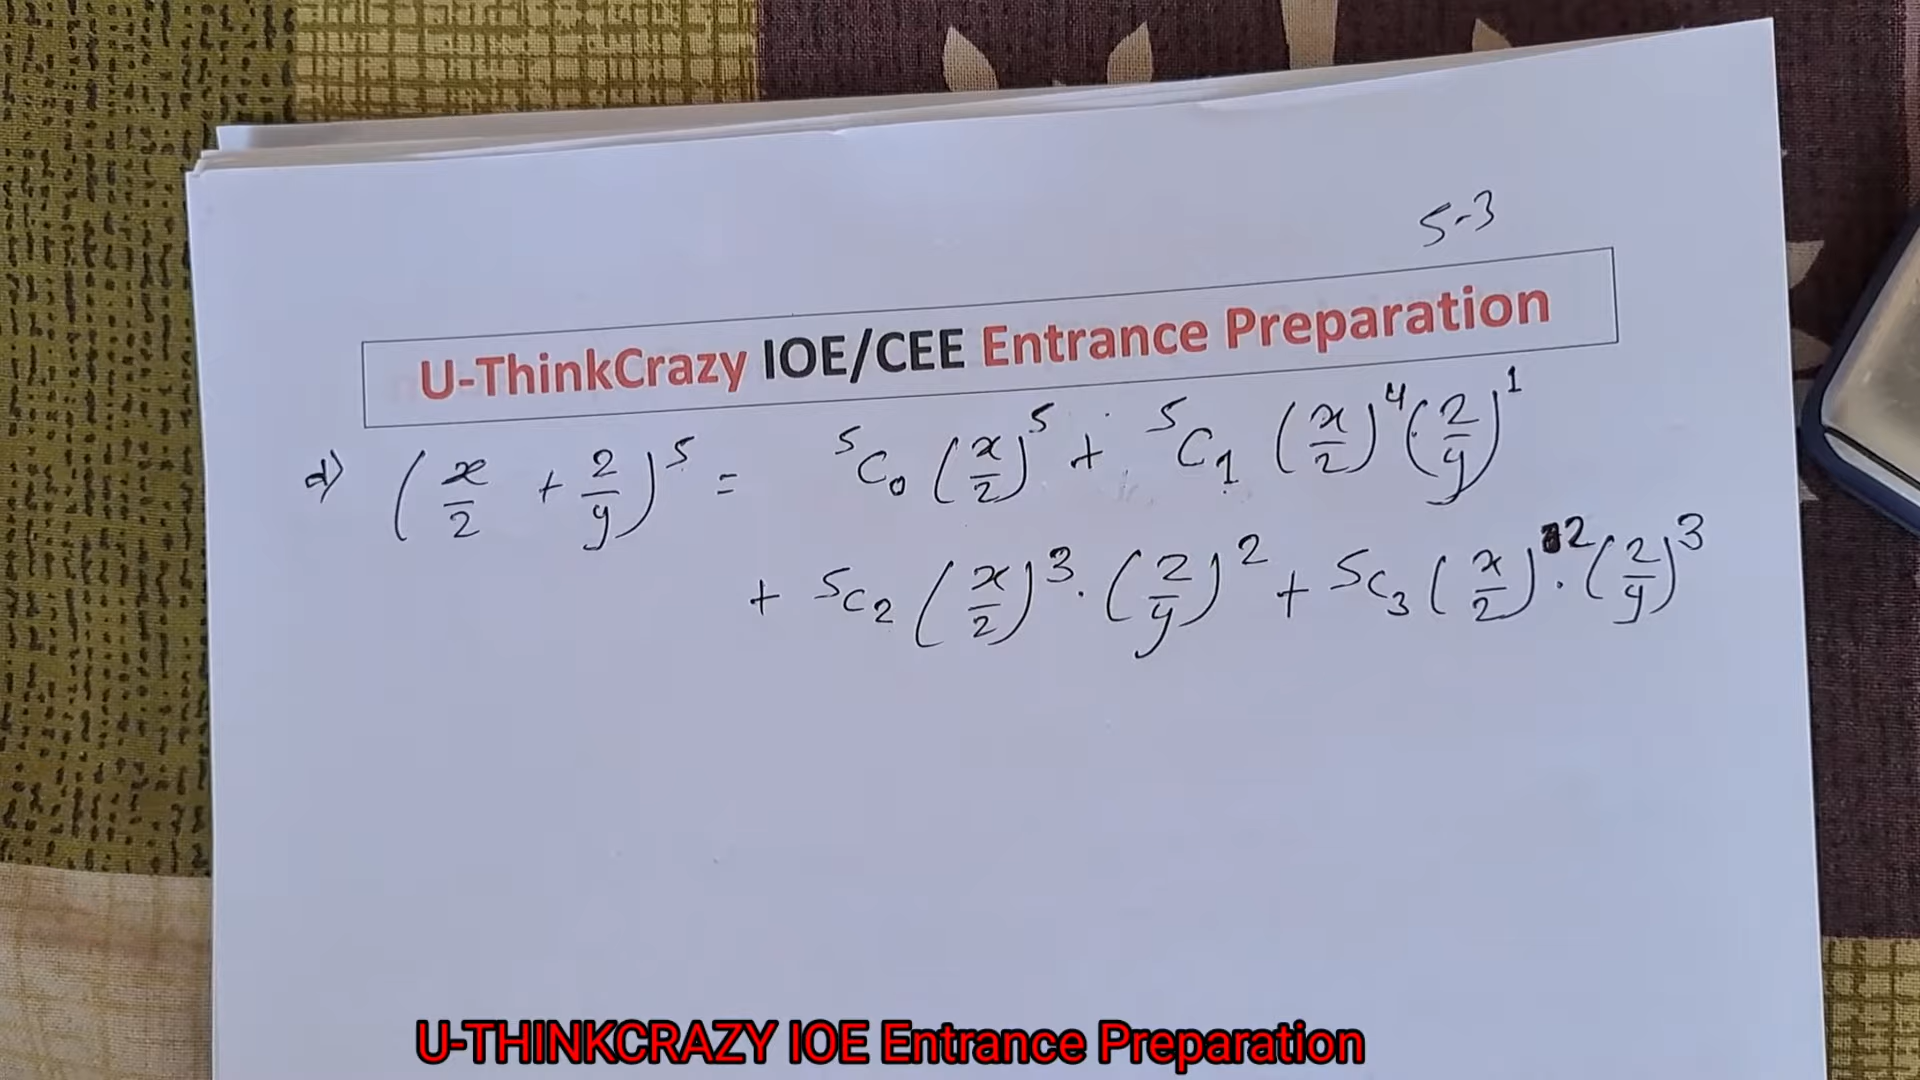 5-3
U-ThinkCrazy IOE/CEE Entrance Preparation
d) (x/2 + 2/y)^5 = ^5C_0 (x/2)^5 + ^5C_1 (x/2)^4 (2/y)^1
+ ^5C_2 (x/2)^3 . (2/y)^2 + ^5C_3 (x/2)^2 . (2/y)^3
U-THINKCRAZY IOE Entrance Preparation